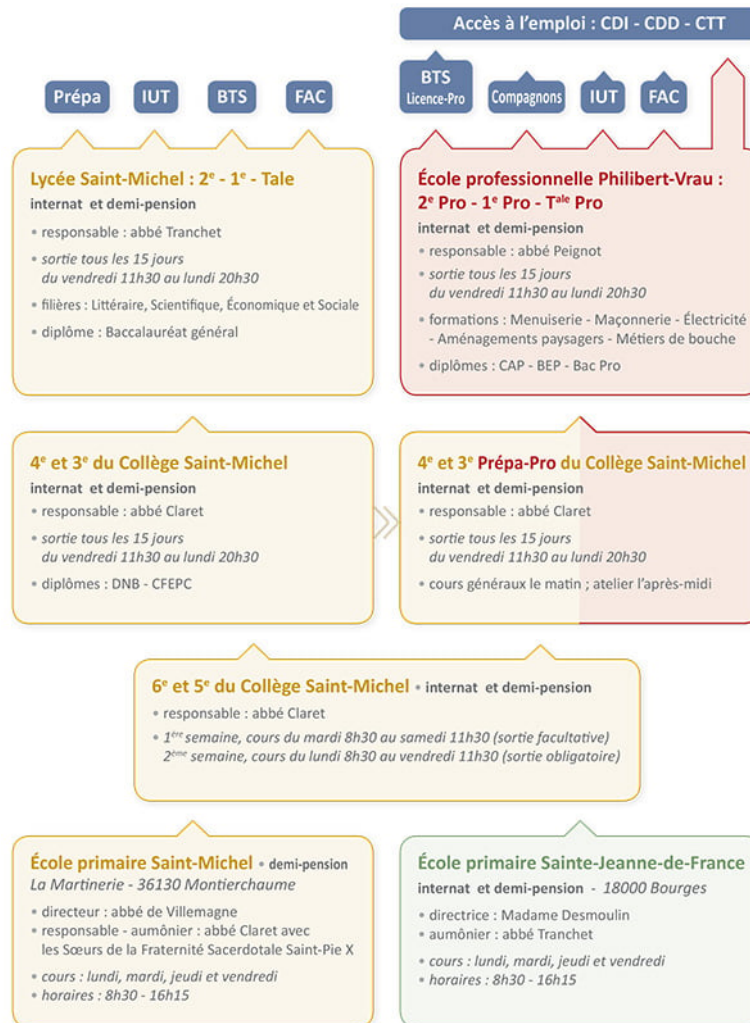 Accès à l'emploi : CDI - CDD - CTT
Prépa
IUT
BTS
FAC
BTS
Licence-Pro
Compagnons
IUT
FAC
Lycée Saint-Michel : 2e - 1e - Tale
internat et demi-pension
• responsable : abbé Tranchet
• sortie tous les 15 jours
du vendredi 11h30 au lundi 20h30
• filières : Littéraire, Scientifique, Économique et Sociale
• diplôme : Baccalauréat général
École professionnelle Philibert-Vrau :
2e Pro - 1e Pro - Tale Pro
internat et demi-pension
• responsable : abbé Peignot
• sortie tous les 15 jours
du vendredi 11h30 au lundi 20h30
• formations : Menuiserie - Maçonnerie - Électricité
- Aménagements paysagers - Métiers de bouche
• diplômes : CAP - BEP - Bac Pro
4e et 3e du Collège Saint-Michel
internat et demi-pension
• responsable : abbé Claret
• sortie tous les 15 jours
du vendredi 11h30 au lundi 20h30
• diplômes : DNB - CFEPC
4e et 3e Prépa-Pro du Collège Saint-Michel
internat et demi-pension
• responsable : abbé Claret
• sortie tous les 15 jours
du vendredi 11h30 au lundi 20h30
• cours généraux le matin ; atelier l'après-midi
6e et 5e du Collège Saint-Michel • internat et demi-pension
• responsable : abbé Claret
• 1ère semaine, cours du mardi 8h30 au samedi 11h30 (sortie facultative)
2ème semaine, cours du lundi 8h30 au vendredi 11h30 (sortie obligatoire)
École primaire Saint-Michel • demi-pension
La Martinerie - 36130 Montierchaume
• directeur : abbé de Villemagne
• responsable - aumônier : abbé Claret avec
les Sœurs de la Fraternité Sacerdotale Saint-Pie X
• cours : lundi, mardi, jeudi et vendredi
• horaires : 8h30 - 16h15
École primaire Sainte-Jeanne-de-France
internat et demi-pension - 18000 Bourges
• directrice : Madame Desmoulin
• aumônier : abbé Tranchet
• cours : lundi, mardi, jeudi et vendredi
• horaires : 8h30 - 16h15